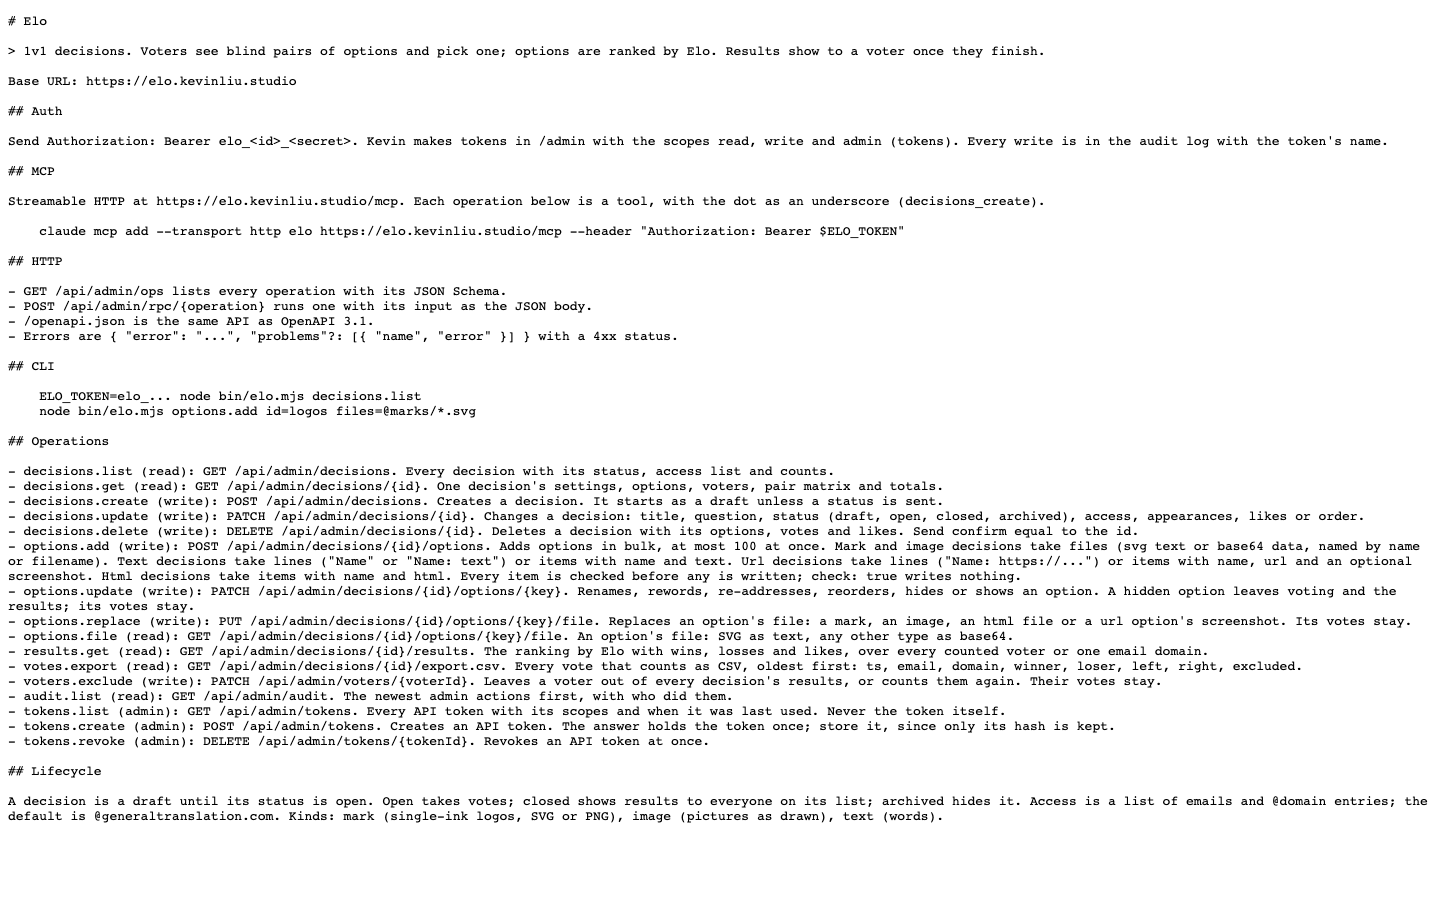 # Elo
> 1v1 decisions. Voters see blind pairs of options and pick one; options are ranked by Elo. Results show to a voter once they finish.
Base URL: https://elo.kevinliu.studio
## Auth
Send Authorization: Bearer elo_<id>_<secret>. Kevin makes tokens in /admin with the scopes read, write and admin (tokens). Every write is in the audit log with the token's name.
## MCP
Streamable HTTP at https://elo.kevinliu.studio/mcp. Each operation below is a tool, with the dot as an underscore (decisions_create).
    claude mcp add --transport http elo https://elo.kevinliu.studio/mcp --header "Authorization: Bearer $ELO_TOKEN"
## HTTP
- GET /api/admin/ops lists every operation with its JSON Schema.
- POST /api/admin/rpc/{operation} runs one with its input as the JSON body.
- /openapi.json is the same API as OpenAPI 3.1.
- Errors are { "error": "...", "problems"?: [{ "name", "error" }] } with a 4xx status.
## CLI
    ELO_TOKEN=elo_... node bin/elo.mjs decisions.list
    node bin/elo.mjs options.add id=logos files=@marks/*.svg
## Operations
- decisions.list (read): GET /api/admin/decisions. Every decision with its status, access list and counts.
- decisions.get (read): GET /api/admin/decisions/{id}. One decision's settings, options, voters, pair matrix and totals.
- decisions.create (write): POST /api/admin/decisions. Creates a decision. It starts as a draft unless a status is sent.
- decisions.update (write): PATCH /api/admin/decisions/{id}. Changes a decision: title, question, status (draft, open, closed, archived), access, appearances, likes or order.
- decisions.delete (write): DELETE /api/admin/decisions/{id}. Deletes a decision with its options, votes and likes. Send confirm equal to the id.
- options.add (write): POST /api/admin/decisions/{id}/options. Adds options in bulk, at most 100 at once. Mark and image decisions take files (svg text or base64 data, named by name
or filename). Text decisions take lines ("Name" or "Name: text") or items with name and text. Url decisions take lines ("Name: https://...") or items with name, url and an optional
screenshot. Html decisions take items with name and html. Every item is checked before any is written; check: true writes nothing.
- options.update (write): PATCH /api/admin/decisions/{id}/options/{key}. Renames, rewords, re-addresses, reorders, hides or shows an option. A hidden option leaves voting and the
results; its votes stay.
- options.replace (write): PUT /api/admin/decisions/{id}/options/{key}/file. Replaces an option's file: a mark, an image, an html file or a url option's screenshot. Its votes stay.
- options.file (read): GET /api/admin/decisions/{id}/options/{key}/file. An option's file: SVG as text, any other type as base64.
- results.get (read): GET /api/admin/decisions/{id}/results. The ranking by Elo with wins, losses and likes, over every counted voter or one email domain.
- votes.export (read): GET /api/admin/decisions/{id}/export.csv. Every vote that counts as CSV, oldest first: ts, email, domain, winner, loser, left, right, excluded.
- voters.exclude (write): PATCH /api/admin/voters/{voterId}. Leaves a voter out of every decision's results, or counts them again. Their votes stay.
- audit.list (read): GET /api/admin/audit. The newest admin actions first, with who did them.
- tokens.list (admin): GET /api/admin/tokens. Every API token with its scopes and when it was last used. Never the token itself.
- tokens.create (admin): POST /api/admin/tokens. Creates an API token. The answer holds the token once; store it, since only its hash is kept.
- tokens.revoke (admin): DELETE /api/admin/tokens/{tokenId}. Revokes an API token at once.
## Lifecycle
A decision is a draft until its status is open. Open takes votes; closed shows results to everyone on its list; archived hides it. Access is a list of emails and @domain entries; the
default is @generaltranslation.com. Kinds: mark (single-ink logos, SVG or PNG), image (pictures as drawn), text (words).